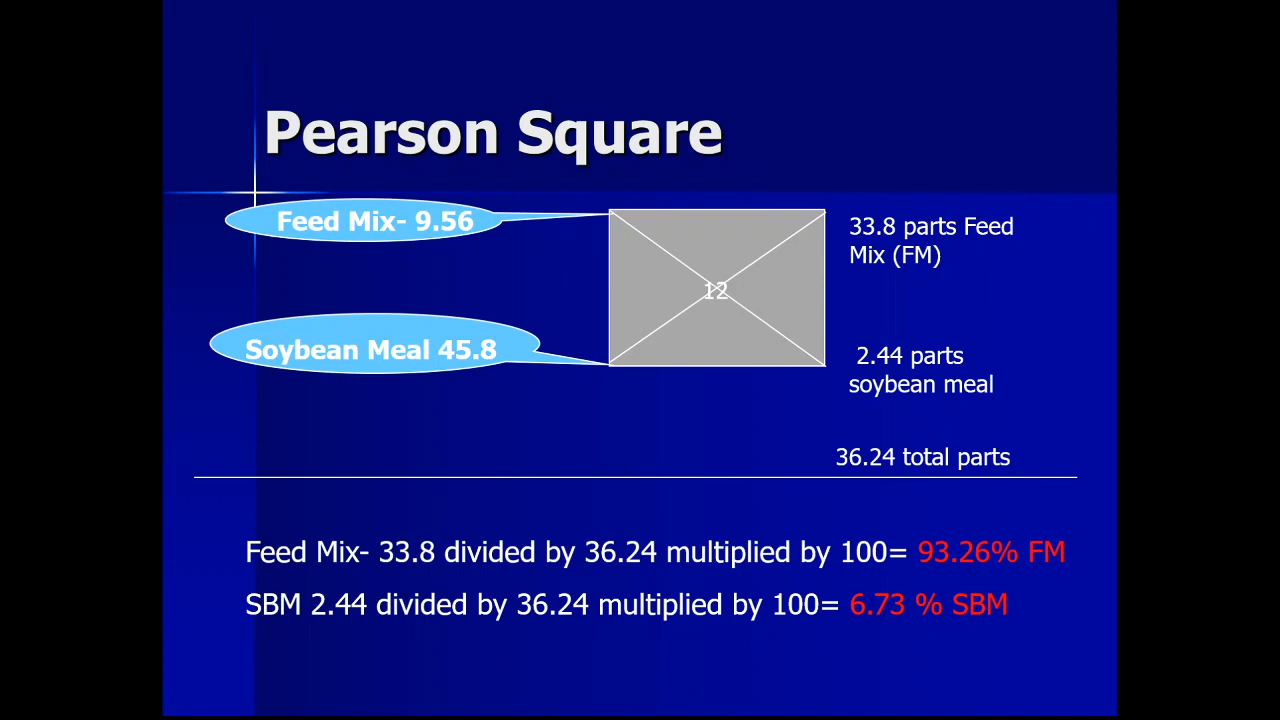 Pearson Square
Feed Mix- 9.56
33.8 parts Feed
Mix (FM)
12
Soybean Meal 45.8
2.44 parts
soybean meal
36.24 total parts
Feed Mix- 33.8 divided by 36.24 multiplied by 100= 93.26% FM
SBM 2.44 divided by 36.24 multiplied by 100= 6.73 % SBM